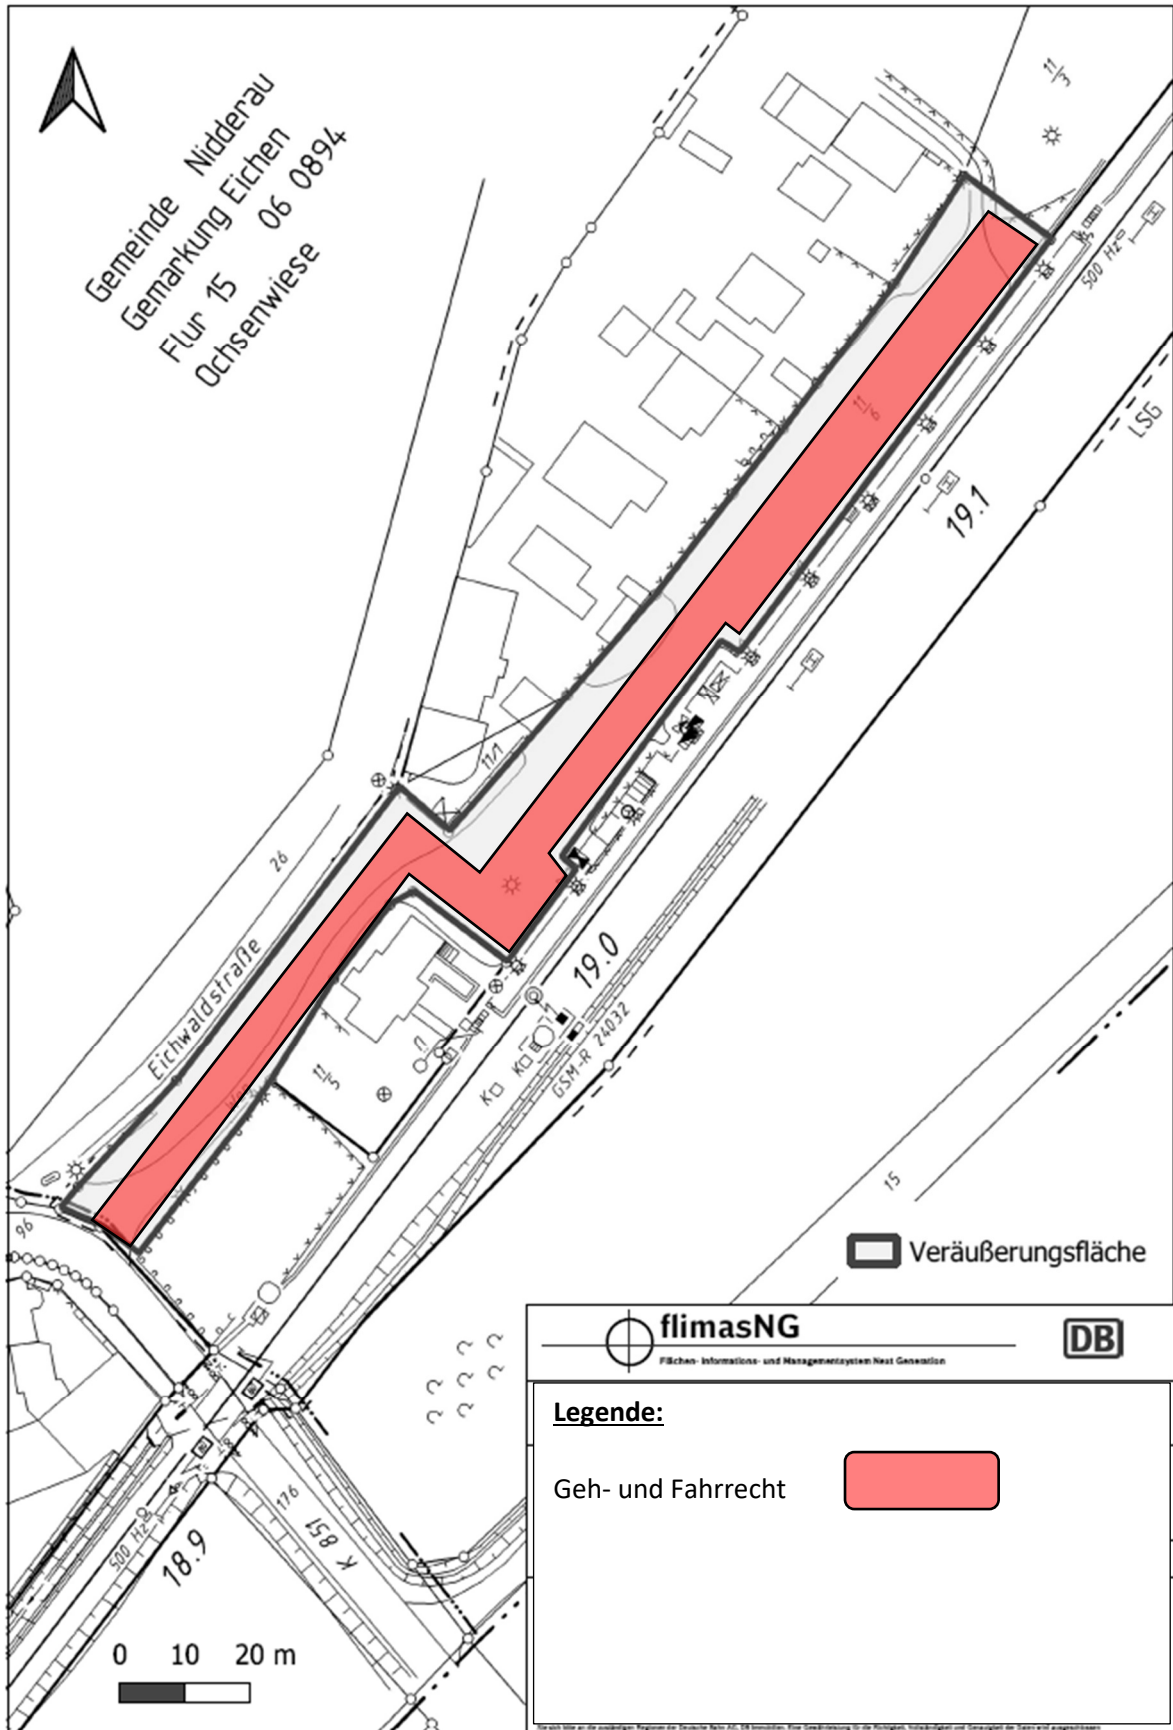 Gemeinde Nidderau
Gemarkung Eichen
Flur 15 06 0894
Ochsenwiese
11/3
500 Hz
LSG
11/6
19.1
11/1
26
Eichwaldstraße
19.0
GSM-R 24032
K
K
11/5
15
96
Veräußerungsfläche
flimasNG
Flächen- Informations- und Managementsystem Next Generation
DB
Legende:
Geh- und Fahrrecht
176
K 851
500 Hz
18.9
0 10 20 m